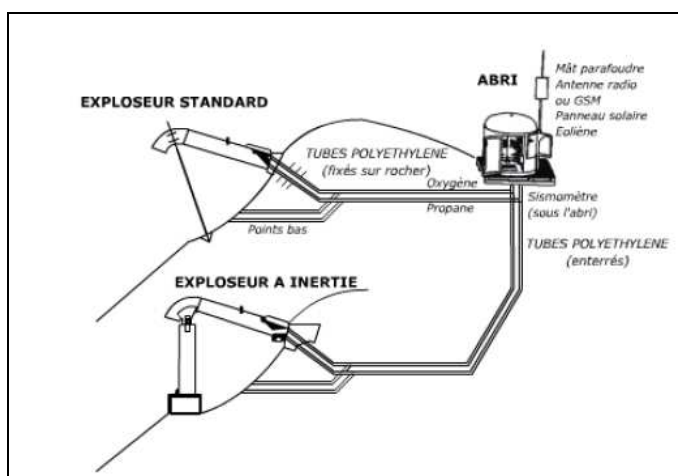 EXPLOSEUR STANDARD
ABRI
Mât parafoudre
Antenne radio
ou GSM
Panneau solaire
Eoliène
TUBES POLYETHYLENE
(fixés sur rocher)
Oxygène
Propane
Points bas
Sismomètre
(sous l'abri)
TUBES POLYETHYLENE
(enterrés)
EXPLOSEUR A INERTIE